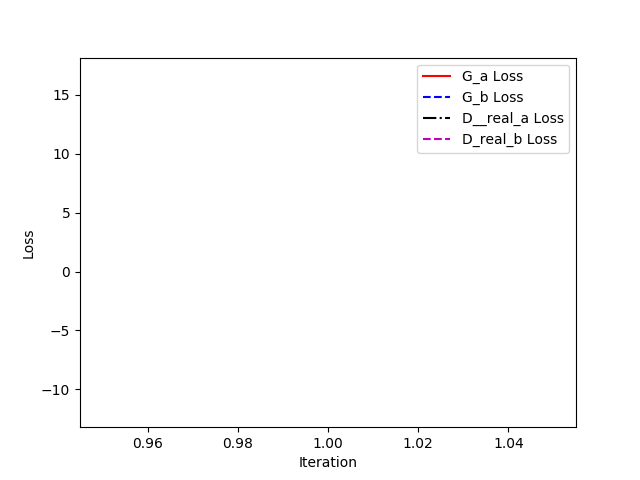 G_a Loss
G_b Loss
D__real_a Loss
D_real_b Loss
15
10
5
0
−5
−10
Loss
0.96 0.98 1.00 1.02 1.04
Iteration